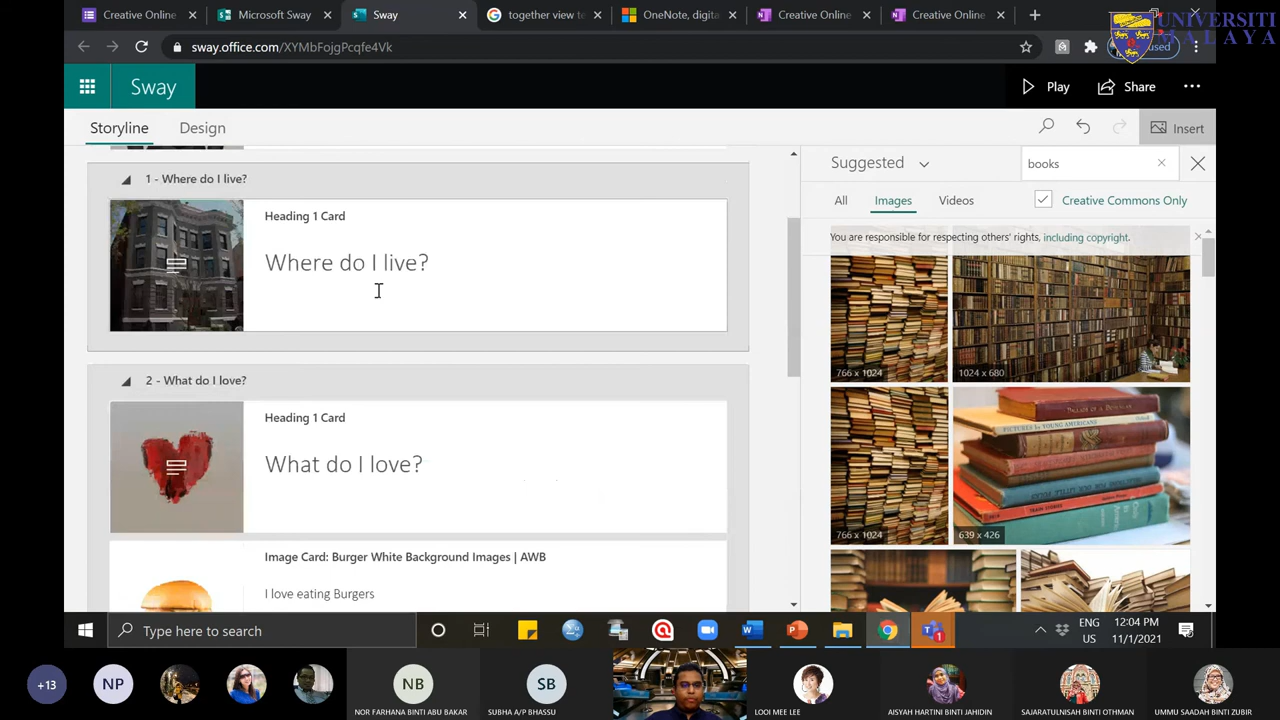 Creative Online
Microsoft Sway
Sway
together view te
OneNote, digita
Creative Online
Creative Online
UNIVERSITI
MALAYA
sway.office.com/XYMbFojgPcqfe4Vk
Sway
Play
Share
Storyline
Design
Insert
1 - Where do I live?
Heading 1 Card
Where do I live?
2 - What do I love?
Heading 1 Card
What do I love?
Image Card: Burger White Background Images | AWB
I love eating Burgers
Suggested
books
All
Images
Videos
Creative Commons Only
You are responsible for respecting others' rights, including copyright.
766 x 1024
1024 x 680
766 x 1024
639 x 426
Type here to search
ENG
US
12:04 PM
11/1/2021
+13
NP
NB
SB
NOR FARHANA BINTI ABU BAKAR
SUBHA A/P BHASSU
LOOI MEE LEE
AISYAH HARTINI BINTI JAHIDIN
SAJARATULNISAH BINTI OTHMAN
UMMU SAADAH BINTI ZUBIR